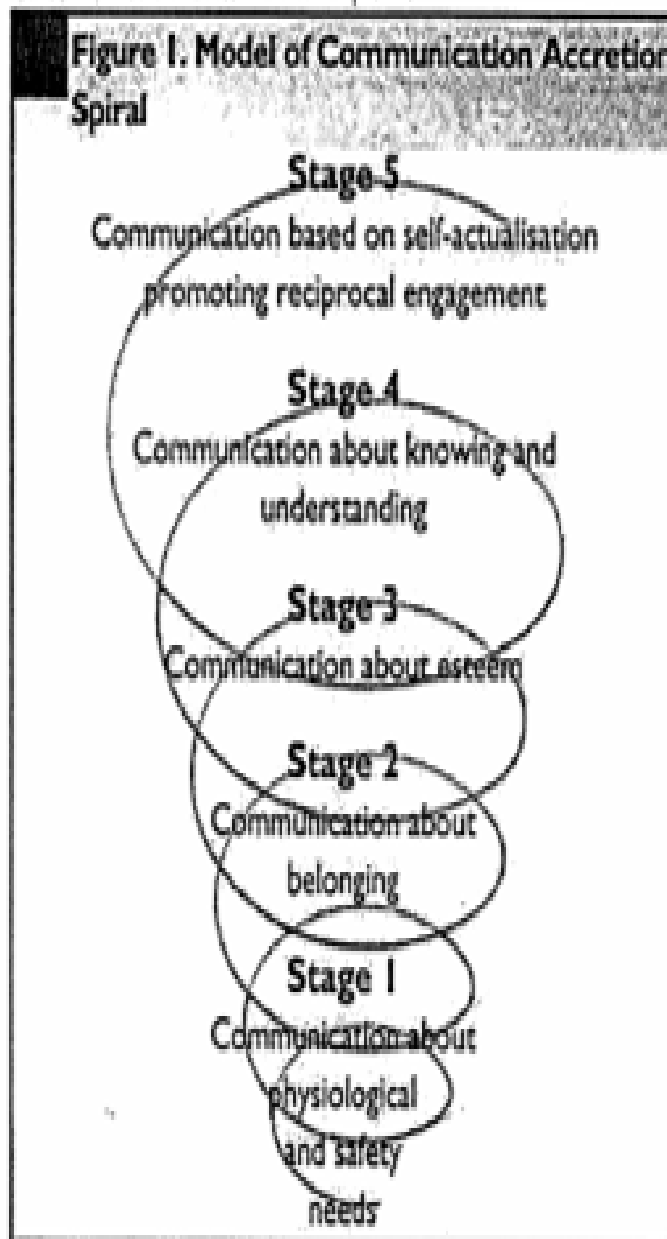 Figure 1. Model of Communication Accretion
Spiral
Stage 5
Communication based on self-actualisation
promoting reciprocal engagement
Stage 4
Communication about knowing and
understanding
Stage 3
Communication about esteem
Stage 2
Communication about
belonging
Stage 1
Communication about
physiological
and safety
needs